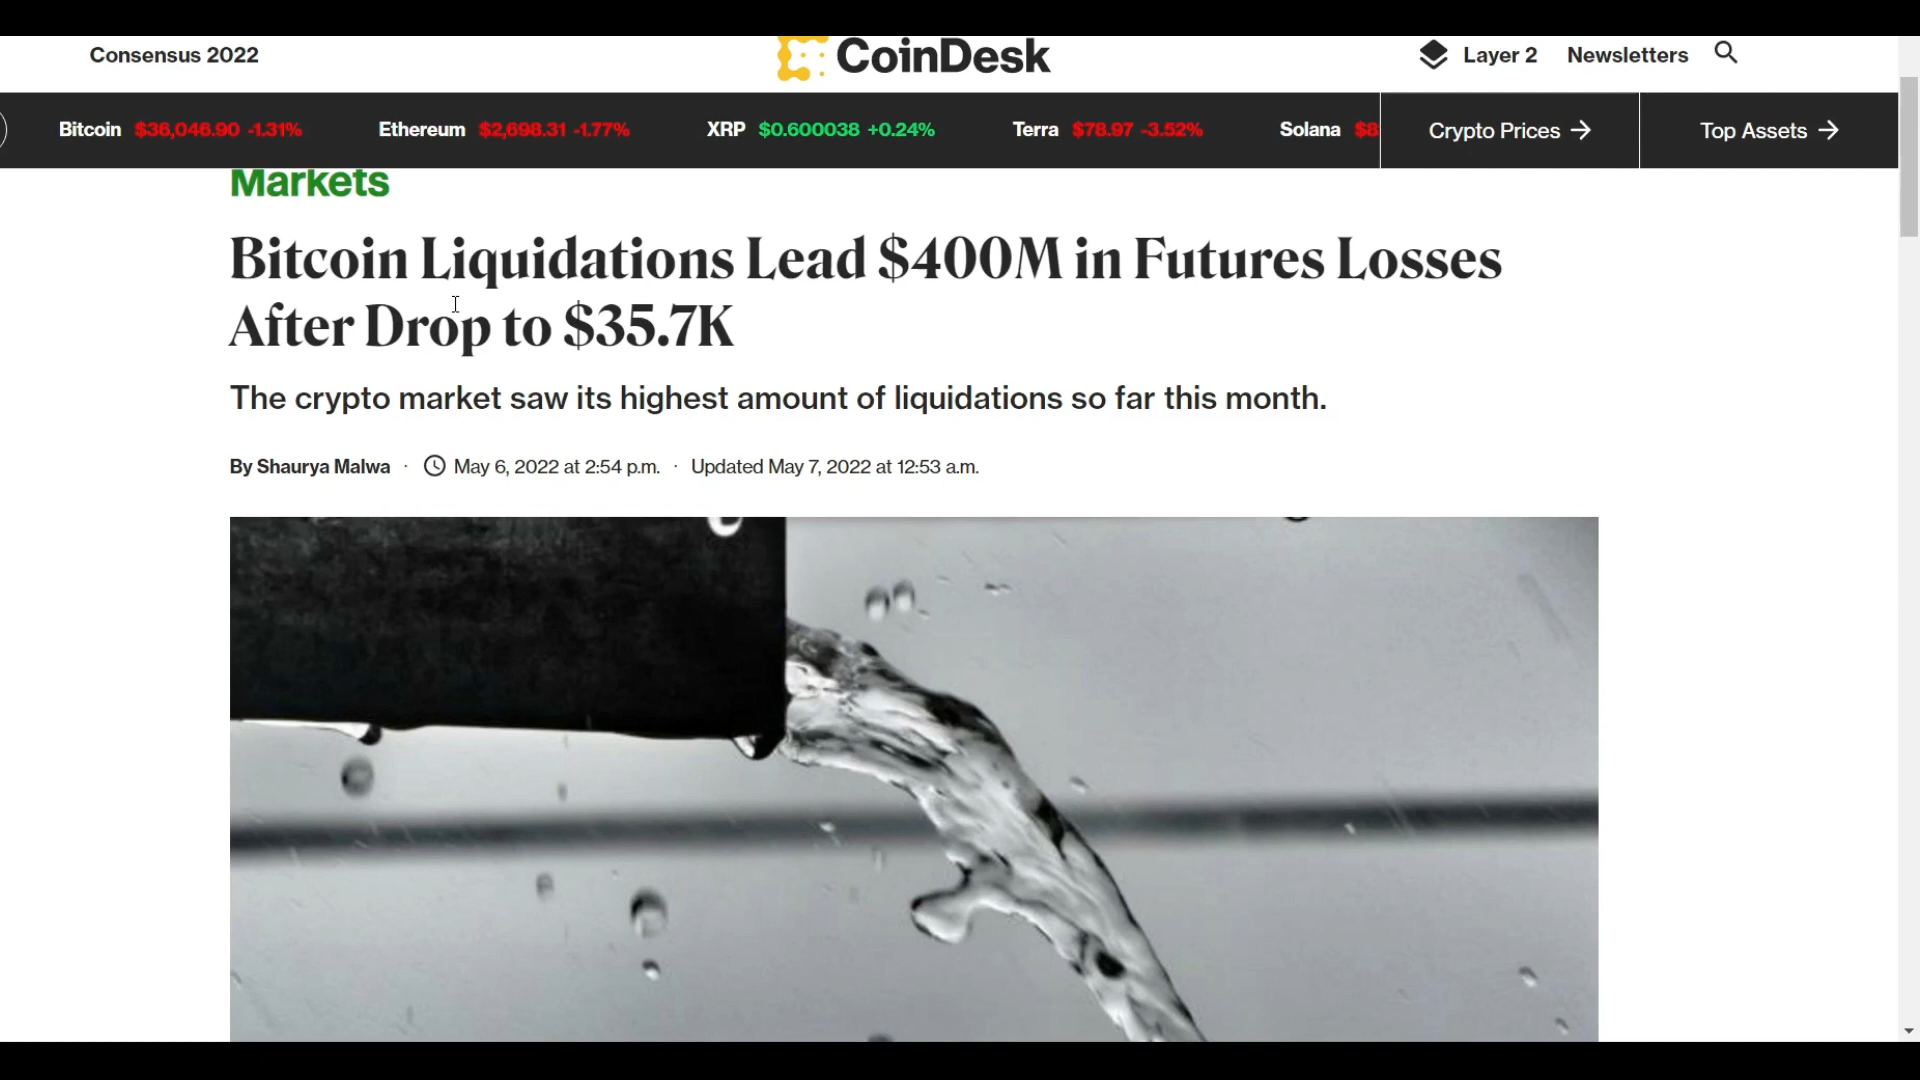 Consensus 2022
CoinDesk
Layer 2
Newsletters
Bitcoin $36,046.90 -1.31%
Ethereum $2,698.31 -1.77%
XRP $0.600038 +0.24%
Terra $78.97 -3.52%
Solana $8
Crypto Prices →
Top Assets →
Markets
Bitcoin Liquidations Lead $400M in Futures Losses
After Drop to $35.7K
The crypto market saw its highest amount of liquidations so far this month.
By Shaurya Malwa · May 6, 2022 at 2:54 p.m. · Updated May 7, 2022 at 12:53 a.m.